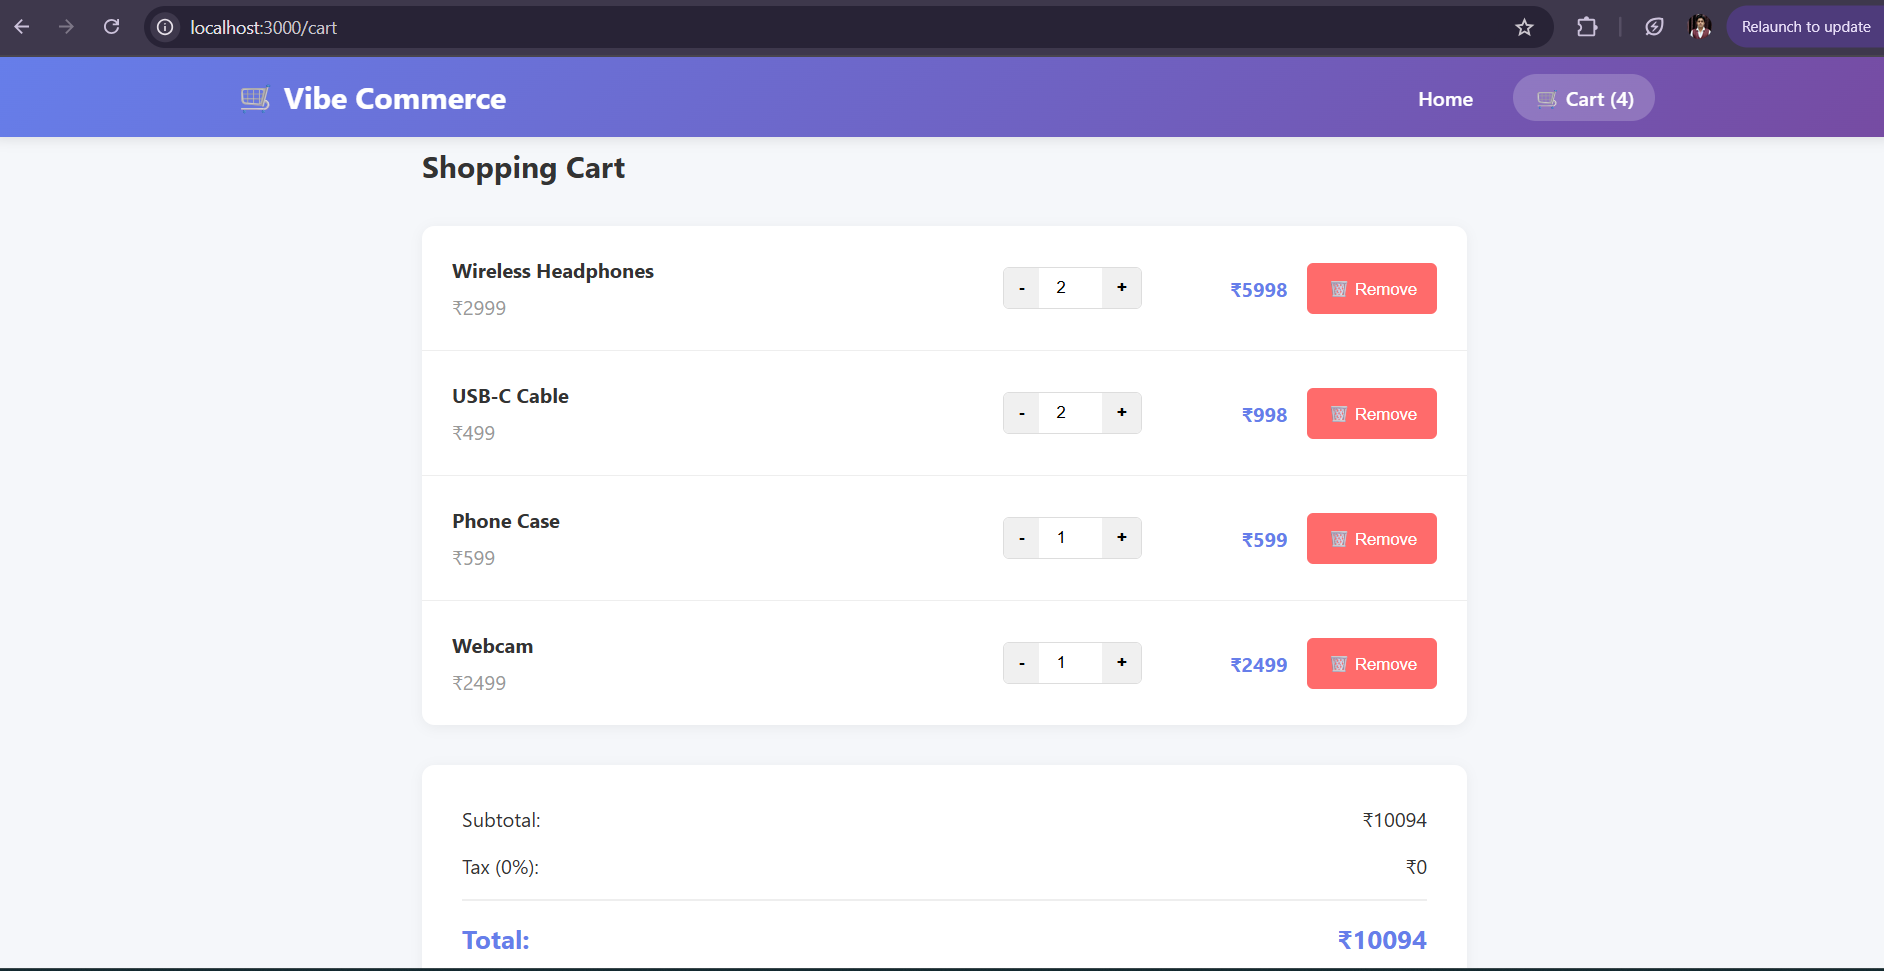 localhost:3000/cart
Relaunch to update
Vibe Commerce
Home
Cart (4)
Shopping Cart
Wireless Headphones
₹2999
- 2 +
₹5998
Remove
USB-C Cable
₹499
- 2 +
₹998
Remove
Phone Case
₹599
- 1 +
₹599
Remove
Webcam
₹2499
- 1 +
₹2499
Remove
Subtotal: ₹10094
Tax (0%): ₹0
Total: ₹10094